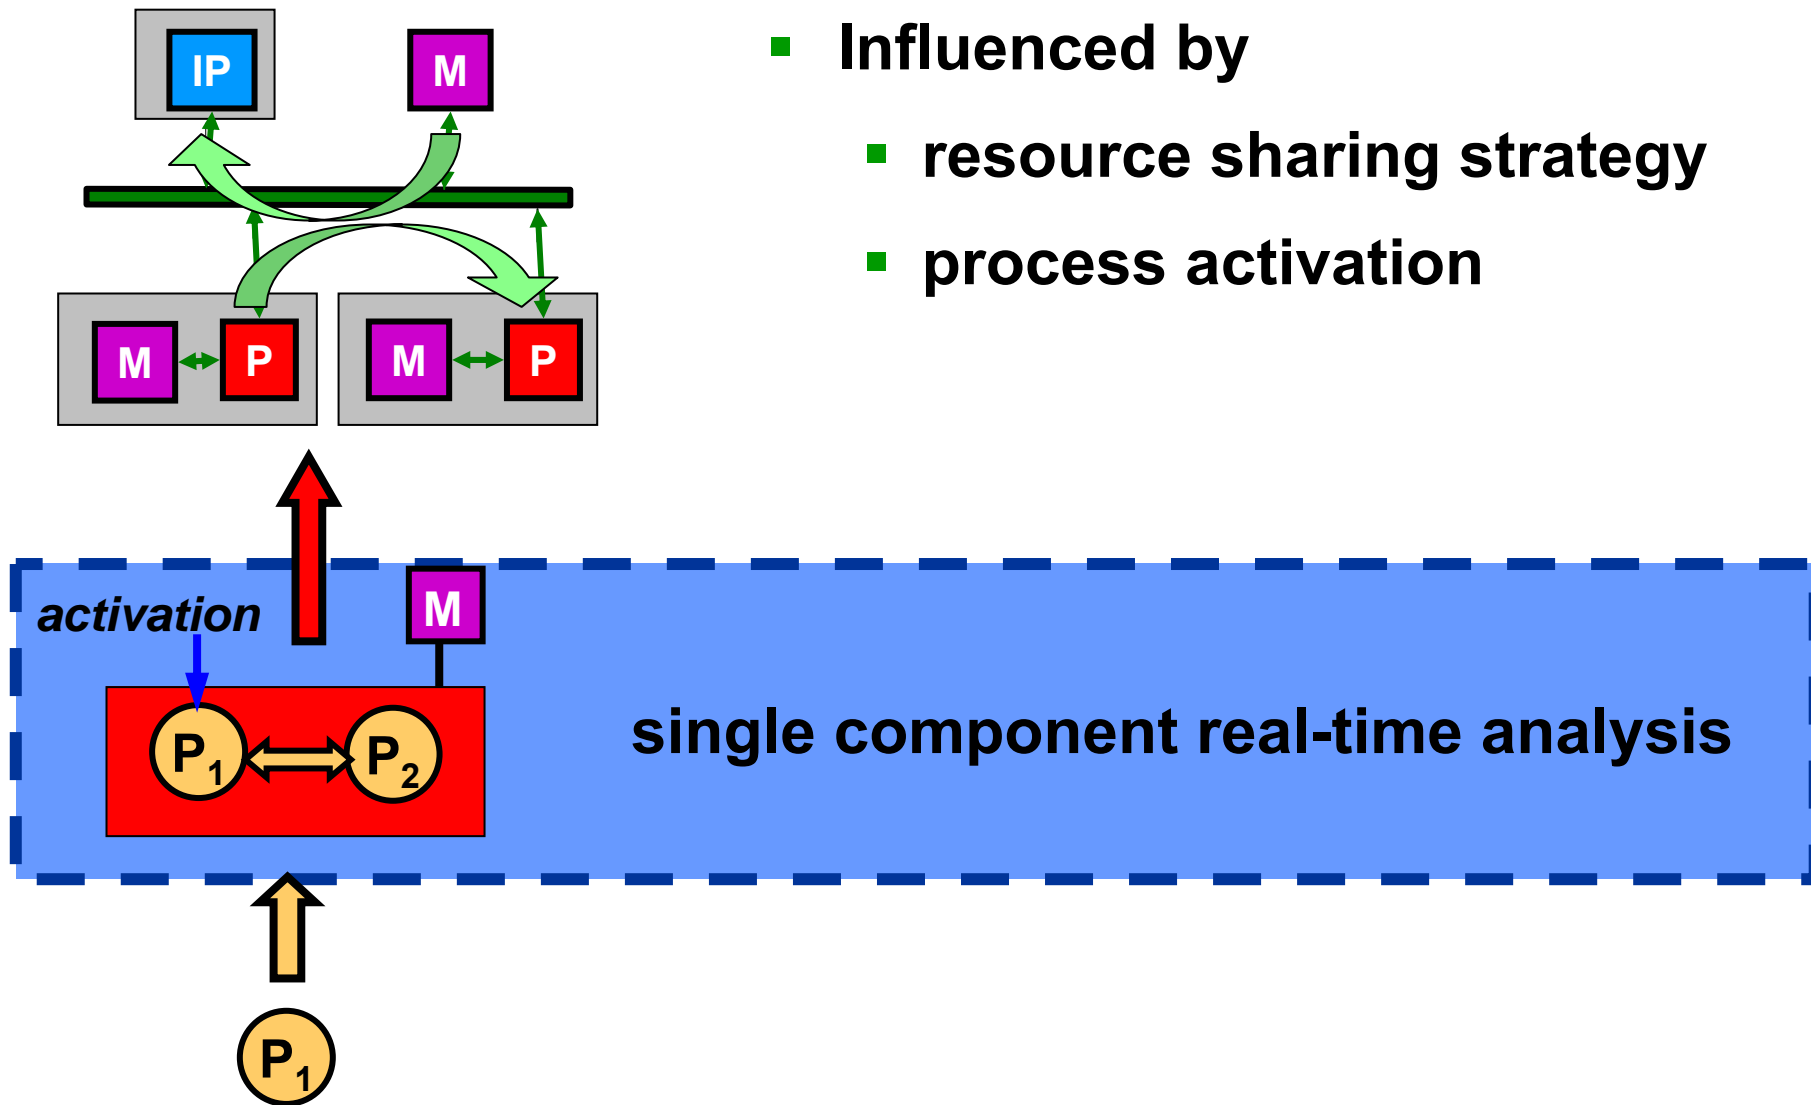 IP
M
Influenced by
resource sharing strategy
process activation
M
P
M
P
activation
M
P1
P2
single component real-time analysis
P1